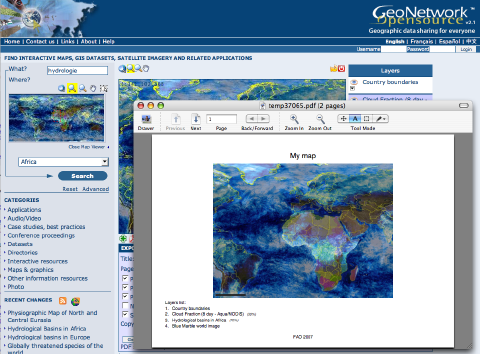 GeoNetwork
opensource v2.1
Geographic data sharing for everyone
Home | Contact us | Links | About | Help
English | Français | Español | 中文
Username Password Login
FIND INTERACTIVE MAPS, GIS DATASETS, SATELLITE IMAGERY AND RELATED APPLICATIONS
What?
hydrologie
Where?
Close Map Viewer
Africa
Search
Reset Advanced
CATEGORIES
Applications
Audio/Video
Case studies, best practices
Conference proceedings
Datasets
Directories
Interactive resources
Maps & graphics
Other information resources
Photo
RECENT CHANGES
Physiographic Map of North and
Central Eurasia
Hydrological Basins in Africa
Hydrological basins in Europe
Globally threatened species of the
Layers
Country boundaries
Cloud Fraction (8 day -
temp37065.pdf (2 pages)
1
Drawer Previous Next Page Back/Forward Zoom In Zoom Out Tool Mode
My map
Layers list:
1. Country boundaries
2. Cloud Fraction (8 day - Aqua/MODIS)
3. Hydrological basins in Africa
4. Blue Marble world image
FAO 2007